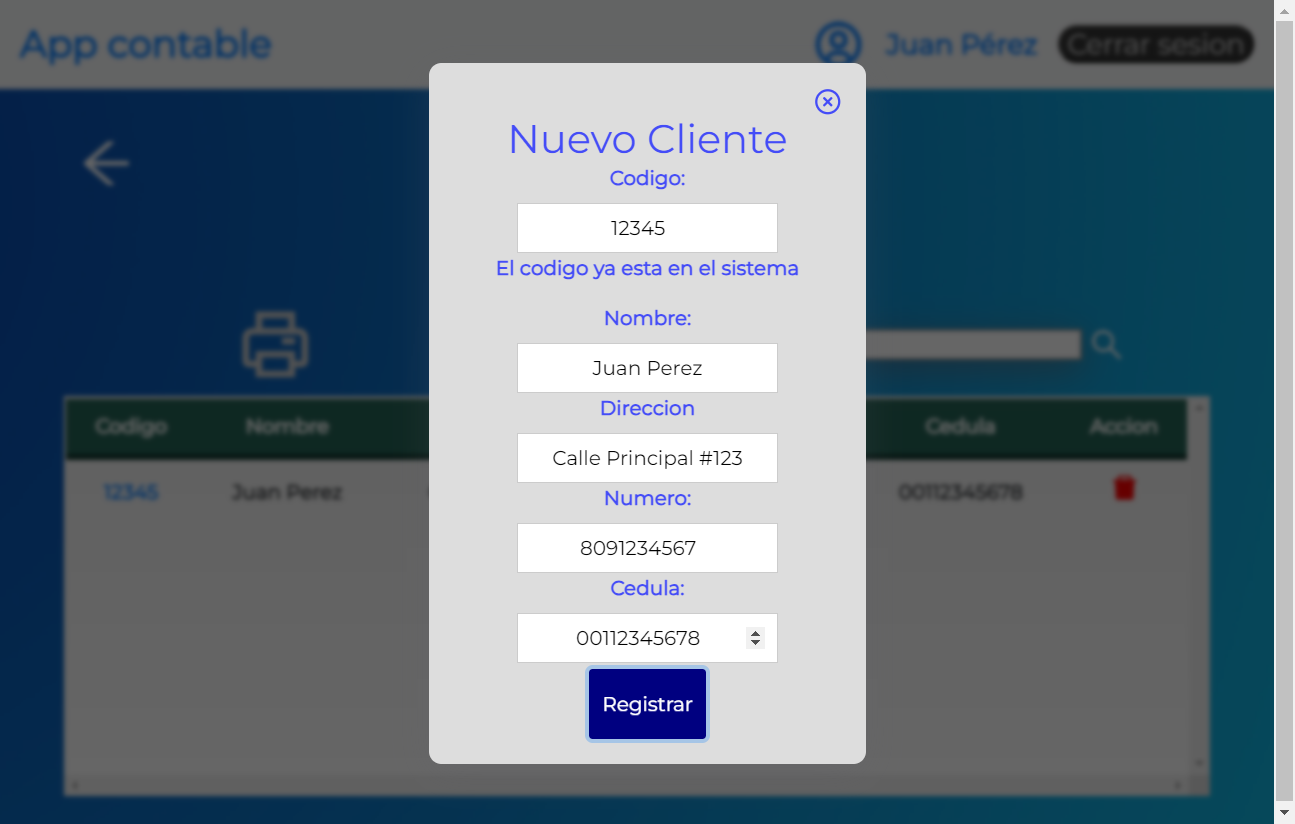 App contable
Juan Pérez
Cerrar sesion
Nuevo Cliente
Codigo:
12345
El codigo ya esta en el sistema
Nombre:
Juan Perez
Direccion
Calle Principal #123
Numero:
8091234567
Cedula:
00112345678
Registrar
Codigo Nombre Cedula Accion
12345 Juan Perez 00112345678